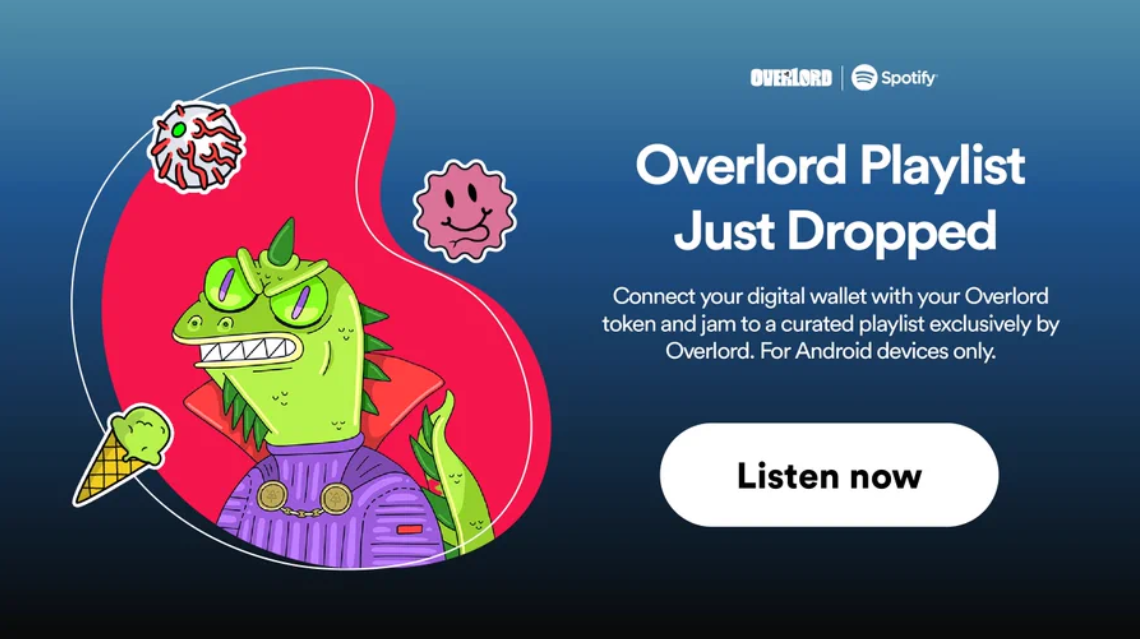 OVERLORD | Spotify
Overlord Playlist
Just Dropped
Connect your digital wallet with your Overlord
token and jam to a curated playlist exclusively by
Overlord. For Android devices only.
Listen now